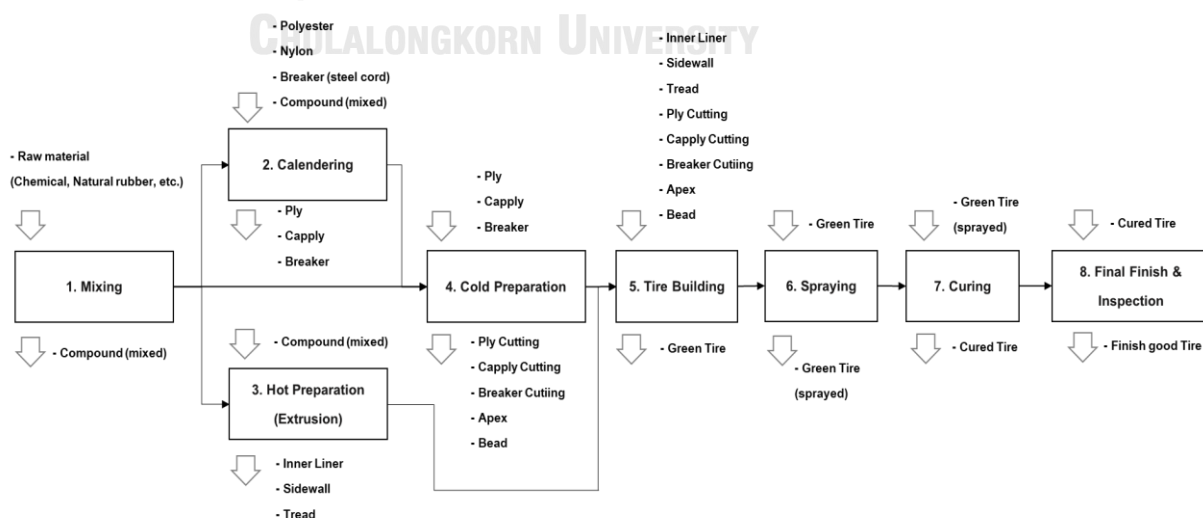 CHULALONGKORN UNIVERSITY
- Polyester
- Nylon
- Breaker (steel cord)
- Compound (mixed)
- Inner Liner
- Sidewall
- Tread
- Ply Cutting
- Capply Cutting
- Breaker Cutiing
- Apex
- Bead
- Raw material
(Chemical, Natural rubber, etc.)
2. Calendering
- Ply
- Capply
- Breaker
- Ply
- Capply
- Breaker
- Green Tire
- Green Tire
(sprayed)
- Cured Tire
1. Mixing
4. Cold Preparation
5. Tire Building
6. Spraying
7. Curing
8. Final Finish &
Inspection
- Compound (mixed)
- Compound (mixed)
3. Hot Preparation
(Extrusion)
- Inner Liner
- Sidewall
- Tread
- Ply Cutting
- Capply Cutting
- Breaker Cutiing
- Apex
- Bead
- Green Tire
- Green Tire
(sprayed)
- Cured Tire
- Finish good Tire